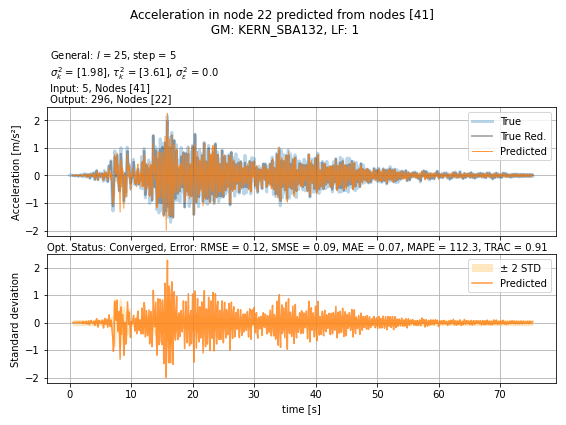 Acceleration in node 22 predicted from nodes [41]
GM: KERN_SBA132, LF: 1
General: l = 25, step = 5
σ²ₖ = [1.98], τ²ₖ = [3.61], σ²ε = 0.0
Input: 5, Nodes [41]
Output: 296, Nodes [22]
Acceleration [m/s²]
2
1
0
−1
−2
True
True Red.
Predicted
Opt. Status: Converged, Error: RMSE = 0.12, SMSE = 0.09, MAE = 0.07, MAPE = 112.3, TRAC = 0.91
Standard deviation
2
1
0
−1
−2
± 2 STD
Predicted
0 10 20 30 40 50 60 70
time [s]